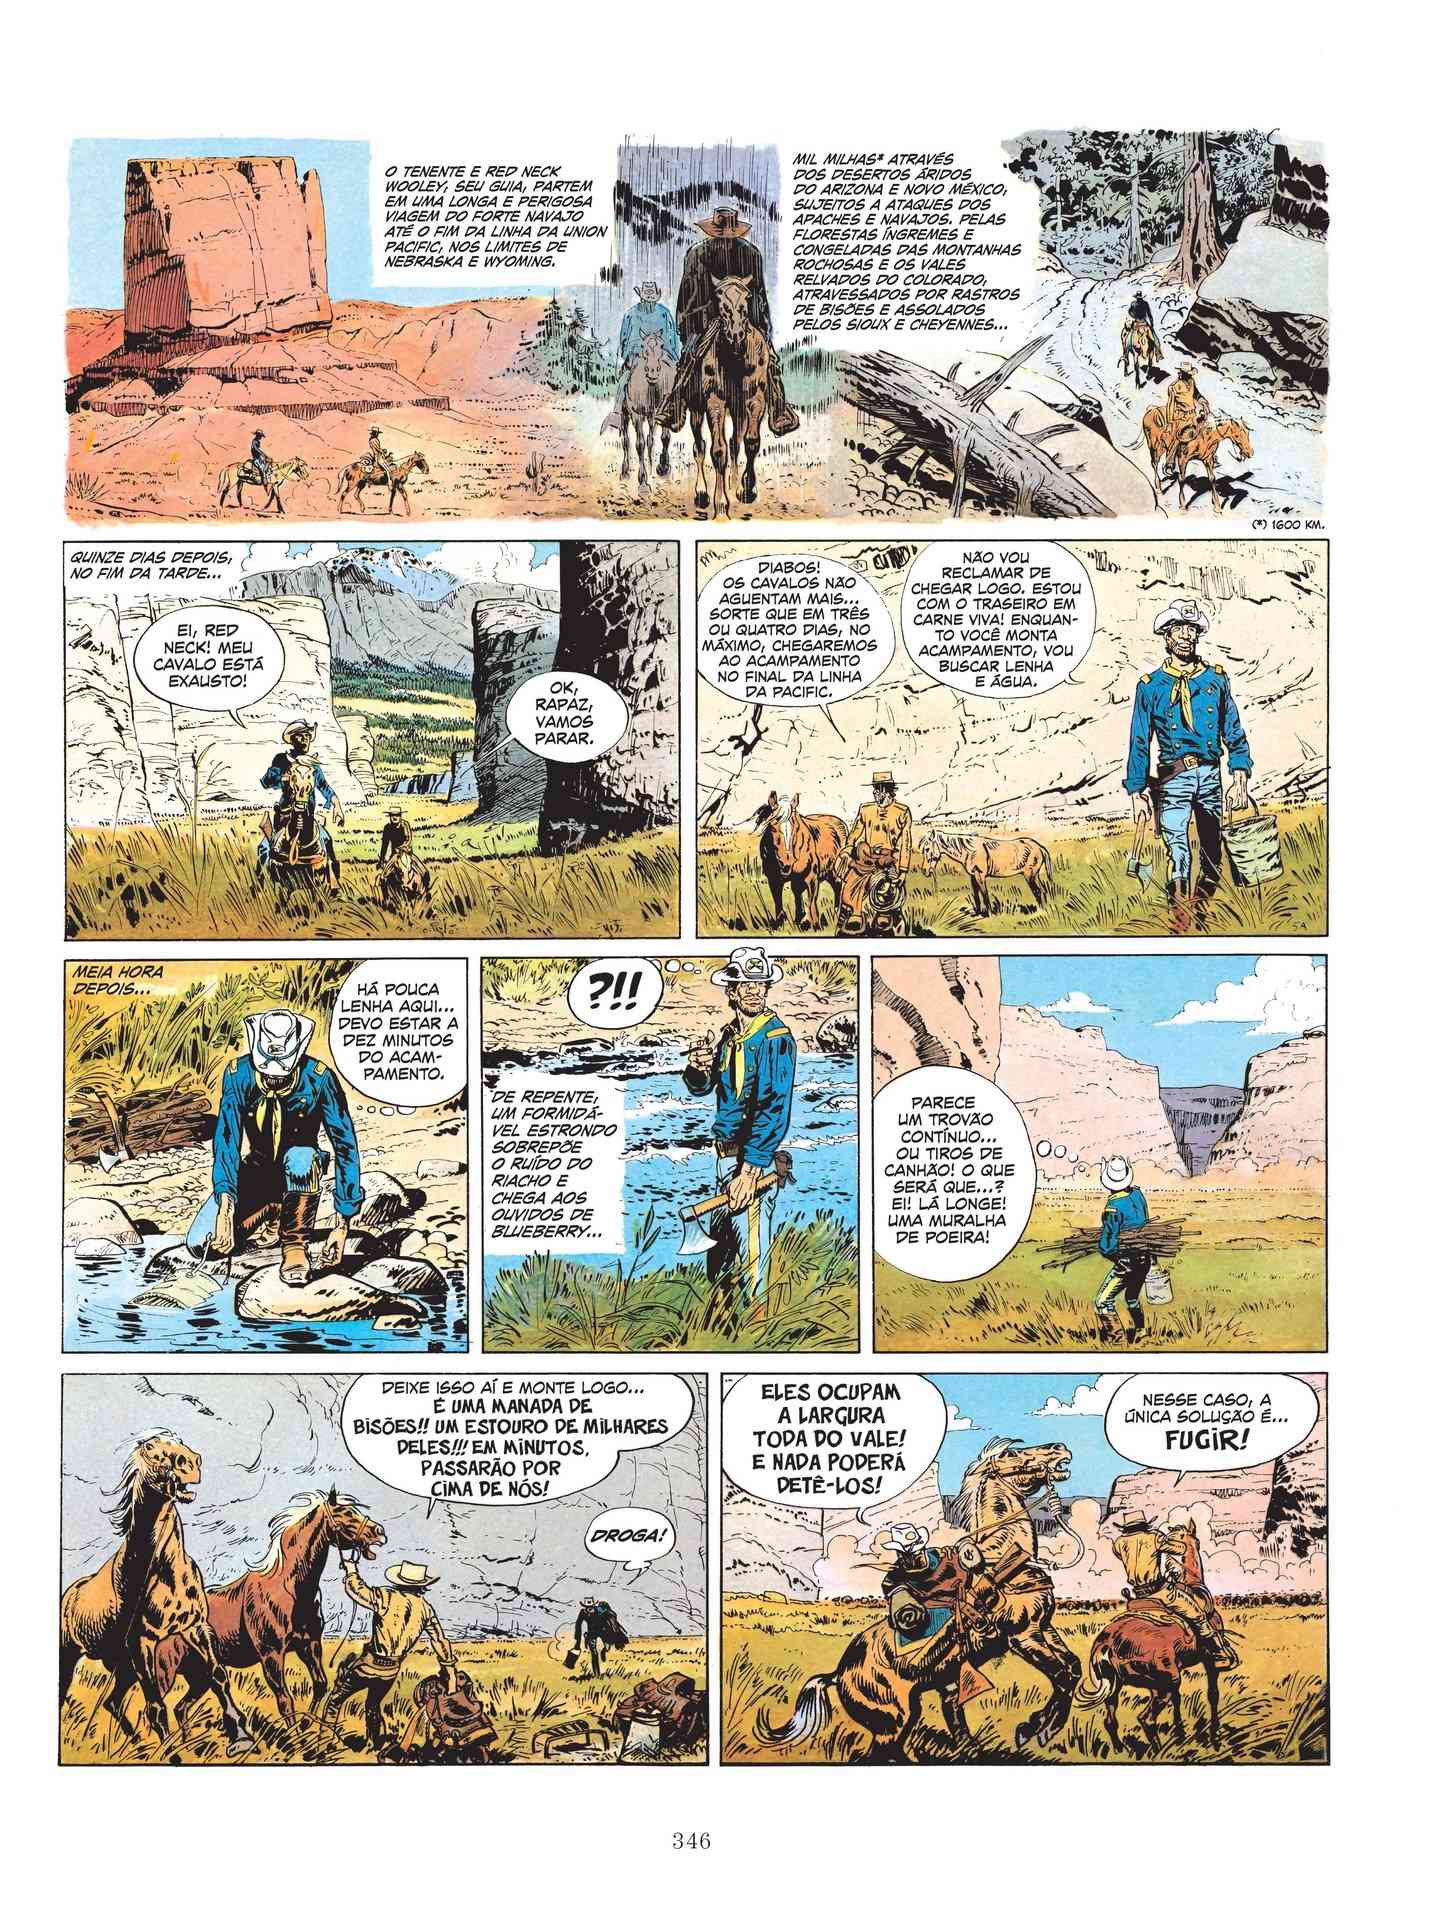 O TENENTE E RED NECK
WOOLEY, SEU GUIA, PARTEM
EM UMA LONGA E PERIGOSA
VIAGEM DO FORTE NAVAJO
ATÉ O FIM DA LINHA DA UNION
PACIFIC, NOS LIMITES DE
NEBRASKA E WYOMING.
MIL MILHAS* ATRAVÉS
DOS DESERTOS ÁRIDOS
DO ARIZONA E NOVO MÉXICO,
SUJEITOS A ATAQUES DOS
APACHES E NAVAJOS. PELAS
FLORESTAS ÍNGREMES E
CONGELADAS DAS MONTANHAS
ROCHOSAS E OS VALES
RELVADOS DO COLORADO,
ATRAVESSADOS POR RASTROS
DE BISÕES E ASSOLADOS
PELOS SIOUX E CHEYENNES...
(*) 1600 KM.
QUINZE DIAS DEPOIS,
NO FIM DA TARDE...
EI, RED
NECK! MEU
CAVALO ESTÁ
EXAUSTO!
OK,
RAPAZ,
VAMOS
PARAR.
DIABOS!
OS CAVALOS NÃO
AGUENTAM MAIS...
SORTE QUE EM TRÊS
OU QUATRO DIAS, NO
MÁXIMO, CHEGAREMOS
AO ACAMPAMENTO
NO FINAL DA LINHA
DA PACIFIC.
NÃO VOU
RECLAMAR DE
CHEGAR LOGO. ESTOU
COM O TRASEIRO EM
CARNE VIVA! ENQUAN-
TO VOCÊ MONTA
ACAMPAMENTO, VOU
BUSCAR LENHA
E ÁGUA.
5A
MEIA HORA
DEPOIS...
HÁ POUCA
LENHA AQUI...
DEVO ESTAR A
DEZ MINUTOS
DO ACAM-
PAMENTO.
?!!
DE REPENTE,
UM FORMIDÁ-
VEL ESTRONDO
SOBREPÕE
O RUÍDO DO
RIACHO E
CHEGA AOS
OUVIDOS DE
BLUEBERRY...
PARECE
UM TROVÃO
CONTÍNUO...
OU TIROS DE
CANHÃO! O QUE
SERÁ QUE...?
EI! LÁ LONGE!
UMA MURALHA
DE POEIRA!
DEIXE ISSO AÍ E MONTE LOGO...
É UMA MANADA DE
BISÕES!! UM ESTOURO DE MILHARES
DELES!!! EM MINUTOS,
PASSARÃO POR
CIMA DE NÓS!
DROGA!
ELES OCUPAM
A LARGURA
TODA DO VALE!
E NADA PODERÁ
DETÊ-LOS!
NESSE CASO, A
ÚNICA SOLUÇÃO É...
FUGIR!
346